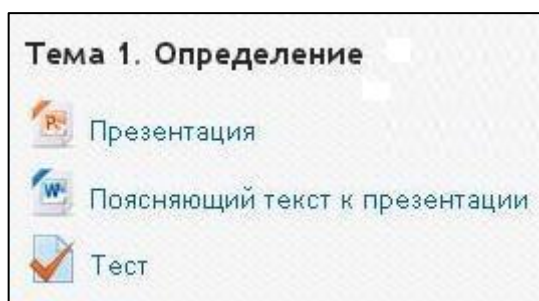 Тема 1. Определение
Презентация
Поясняющий текст к презентации
Тест